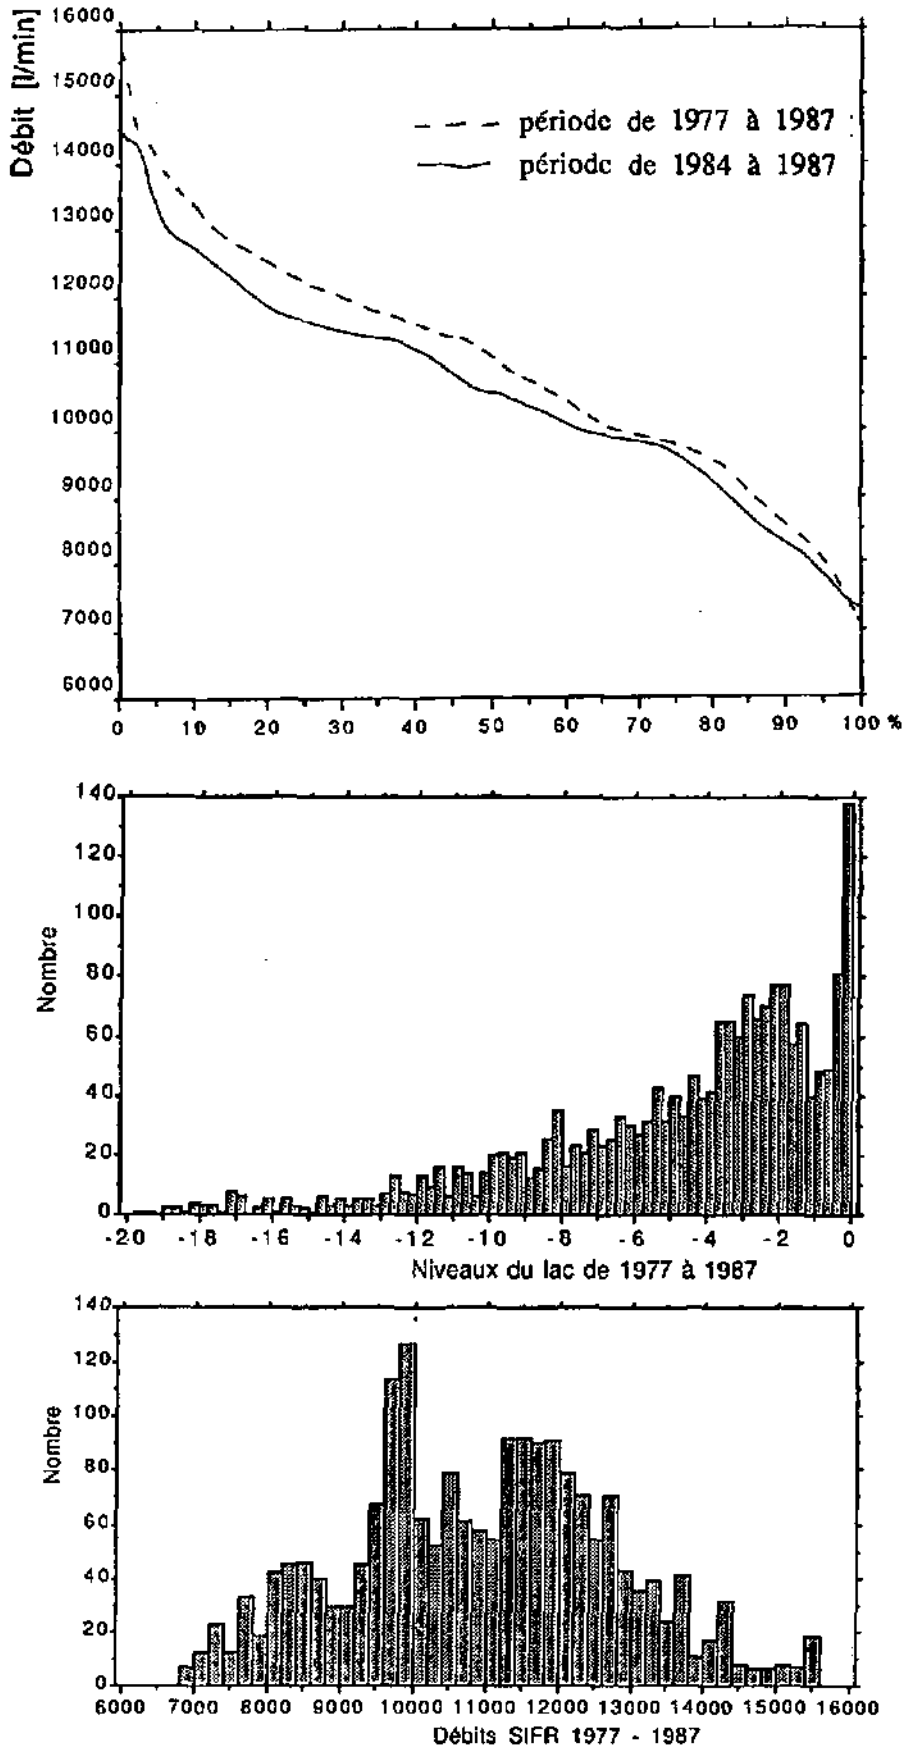 Débit [l/min]
16000
15000
14000
13000
12000
11000
10000
9000
8000
7000
6000
période de 1977 à 1987
période de 1984 à 1987
0 10 20 30 40 50 60 70 80 90 100 %
Nombre
140
120
100
80
60
40
20
0
-20 -18 -16 -14 -12 -10 -8 -6 -4 -2 0
Niveaux du lac de 1977 à 1987
Nombre
140
120
100
80
60
40
20
0
6000 7000 8000 9000 10000 11000 12000 13000 14000 15000 16000
Débits SIFR 1977 - 1987